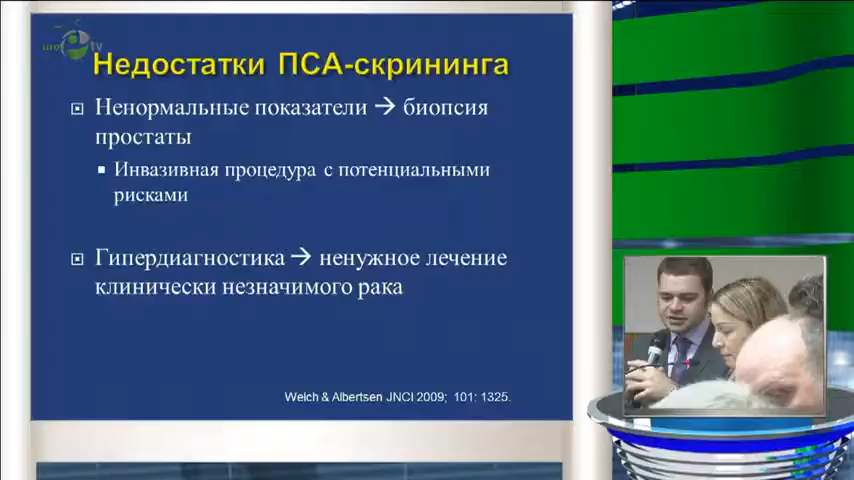 Недостатки ПСА-скрининга
Ненормальные показатели → биопсия
простаты
Инвазивная процедура с потенциальными
рисками
Гипердиагностика → ненужное лечение
клинически незначимого рака
Welch & Albertsen JNCI 2009; 101: 1325.